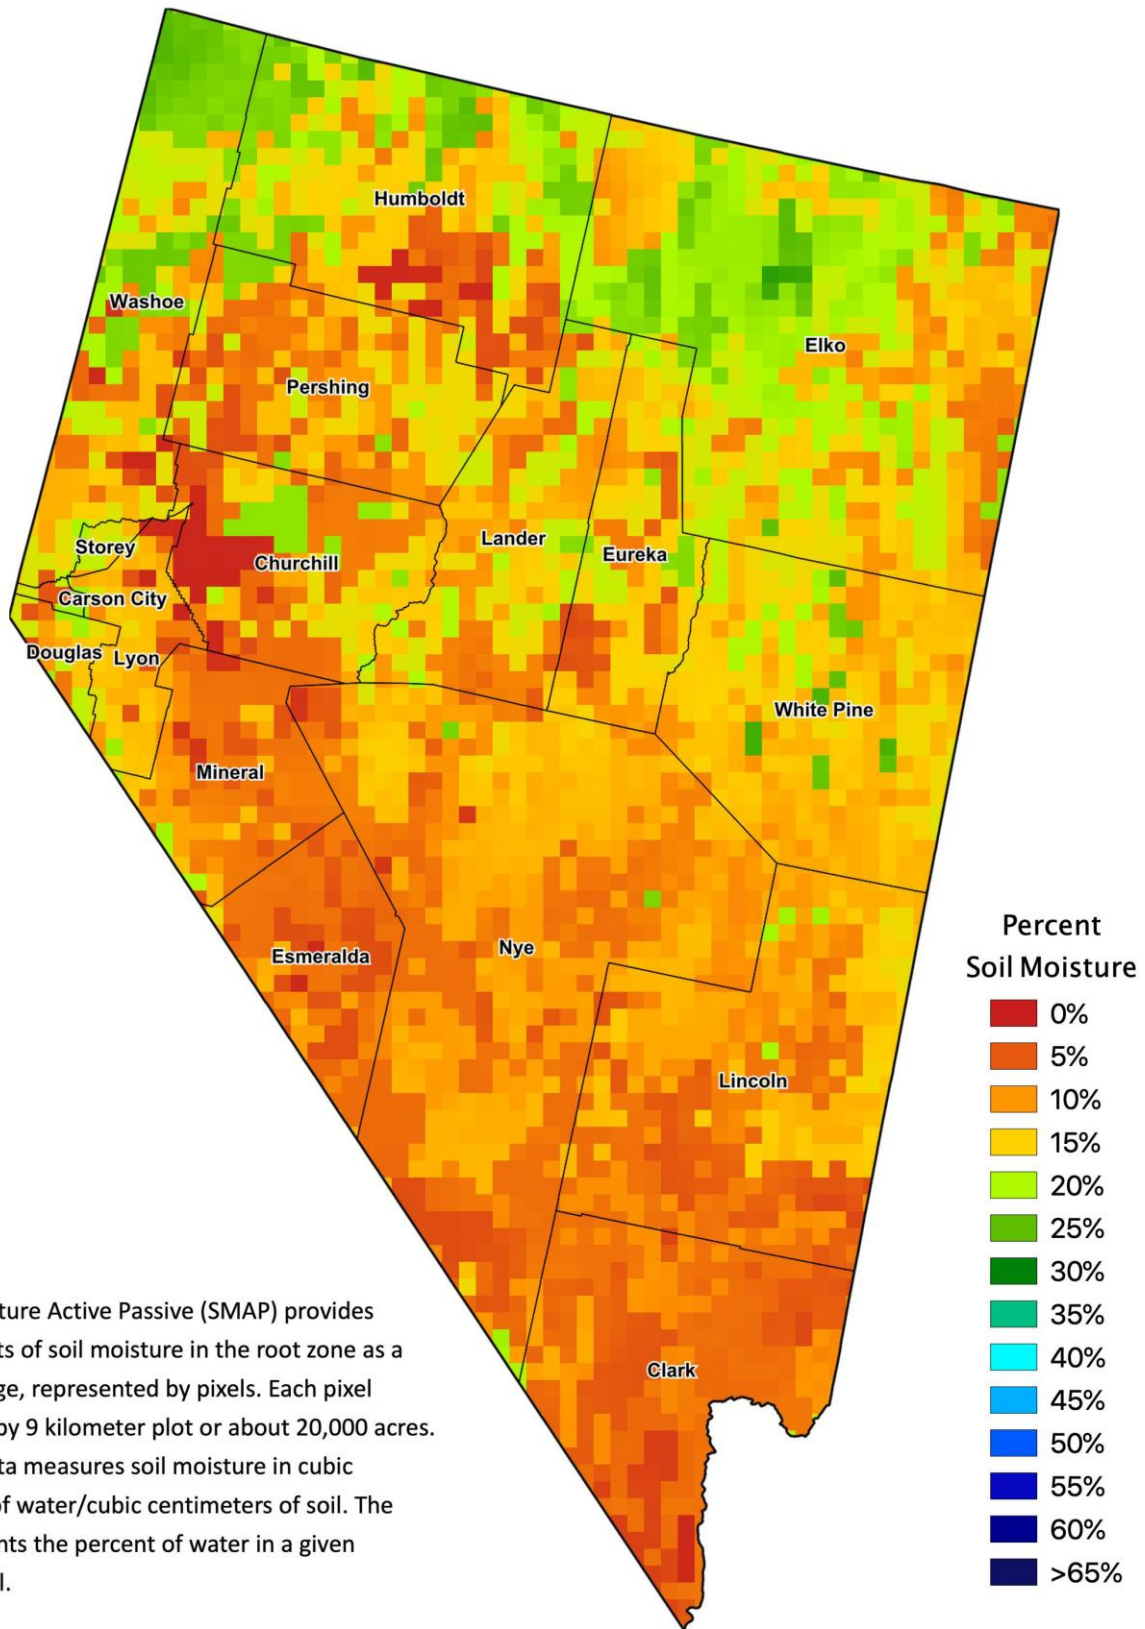 Humboldt
Washoe
Elko
Pershing
Storey
Churchill
Lander
Eureka
Carson City
Douglas
Lyon
White Pine
Mineral
Esmeralda
Nye
Lincoln
Clark
Percent
Soil Moisture
0%
5%
10%
15%
20%
25%
30%
35%
40%
45%
50%
55%
60%
>65%
ture Active Passive (SMAP) provides
ts of soil moisture in the root zone as a
ge, represented by pixels. Each pixel
by 9 kilometer plot or about 20,000 acres.
ta measures soil moisture in cubic
of water/cubic centimeters of soil. The
nts the percent of water in a given
l.